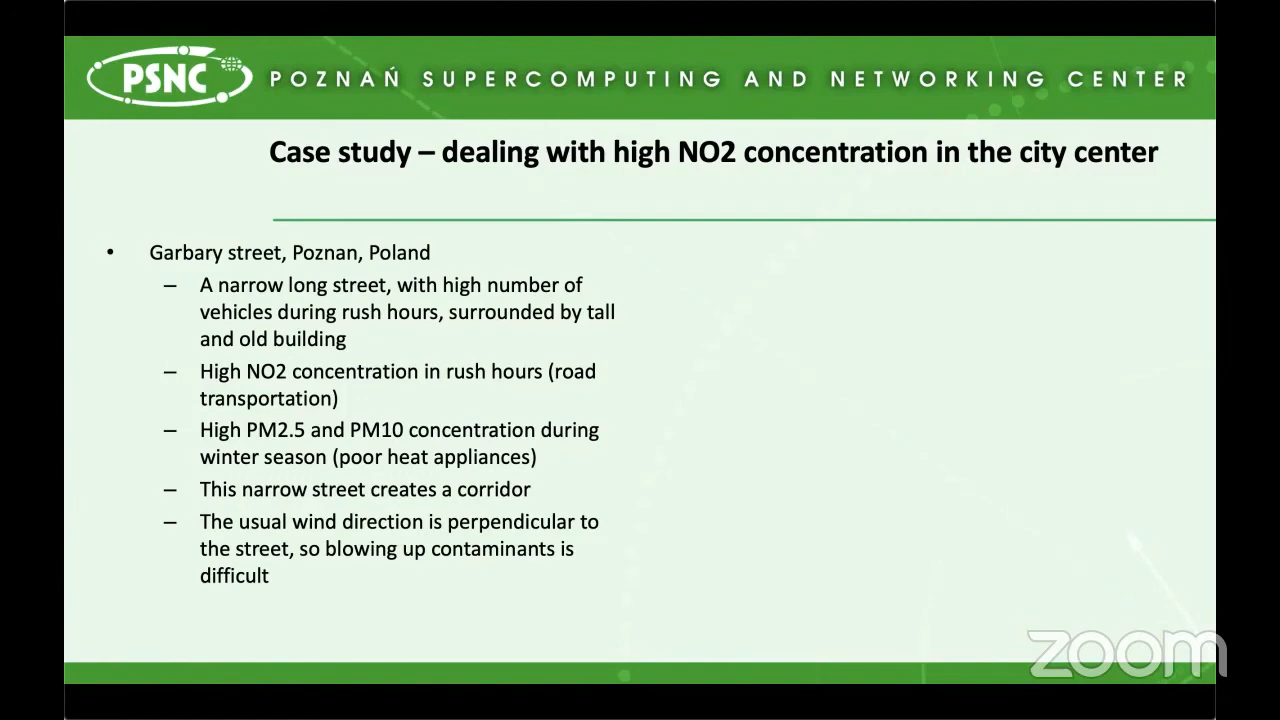 PSNC
POZNAŃ SUPERCOMPUTING AND NETWORKING CENTER
Case study – dealing with high NO2 concentration in the city center
• Garbary street, Poznan, Poland
– A narrow long street, with high number of
vehicles during rush hours, surrounded by tall
and old building
– High NO2 concentration in rush hours (road
transportation)
– High PM2.5 and PM10 concentration during
winter season (poor heat appliances)
– This narrow street creates a corridor
– The usual wind direction is perpendicular to
the street, so blowing up contaminants is
difficult
zoom